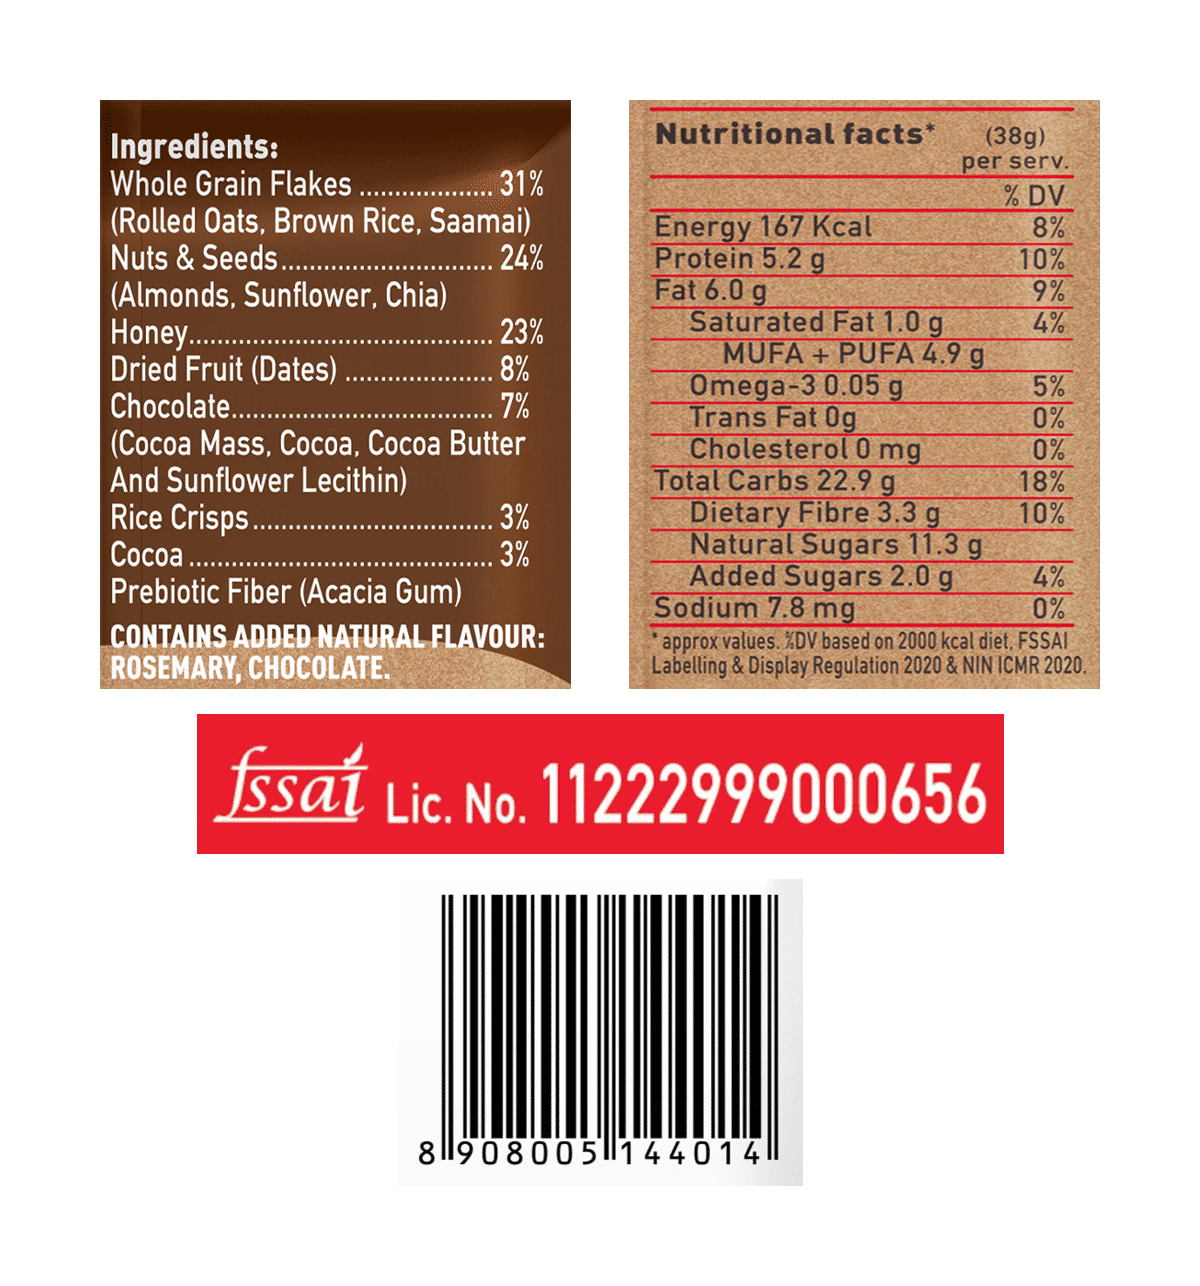 Ingredients:
Whole Grain Flakes ................... 31%
(Rolled Oats, Brown Rice, Saamai)
Nuts & Seeds.............................. 24%
(Almonds, Sunflower, Chia)
Honey........................................... 23%
Dried Fruit (Dates) ..................... 8%
Chocolate..................................... 7%
(Cocoa Mass, Cocoa, Cocoa Butter
And Sunflower Lecithin)
Rice Crisps.................................. 3%
Cocoa ........................................... 3%
Prebiotic Fiber (Acacia Gum)
CONTAINS ADDED NATURAL FLAVOUR:
ROSEMARY, CHOCOLATE.
Nutritional facts* (38g)
per serv.
% DV
Energy 167 Kcal 8%
Protein 5.2 g 10%
Fat 6.0 g 9%
Saturated Fat 1.0 g 4%
MUFA + PUFA 4.9 g
Omega-3 0.05 g 5%
Trans Fat 0g 0%
Cholesterol 0 mg 0%
Total Carbs 22.9 g 18%
Dietary Fibre 3.3 g 10%
Natural Sugars 11.3 g
Added Sugars 2.0 g 4%
Sodium 7.8 mg 0%
* approx values. %DV based on 2000 kcal diet, FSSAI
Labelling & Display Regulation 2020 & NIN ICMR 2020.
fssai Lic. No. 11222999000656
8 908005 144014